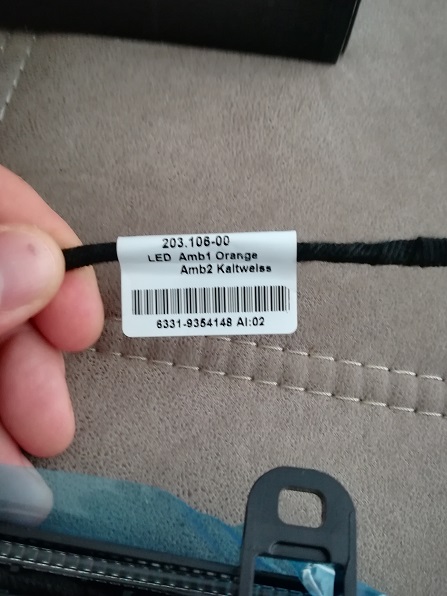 203.106-00
LED Amb1 Orange
Amb2 Kaltweiss
6331-9354148 AI:02